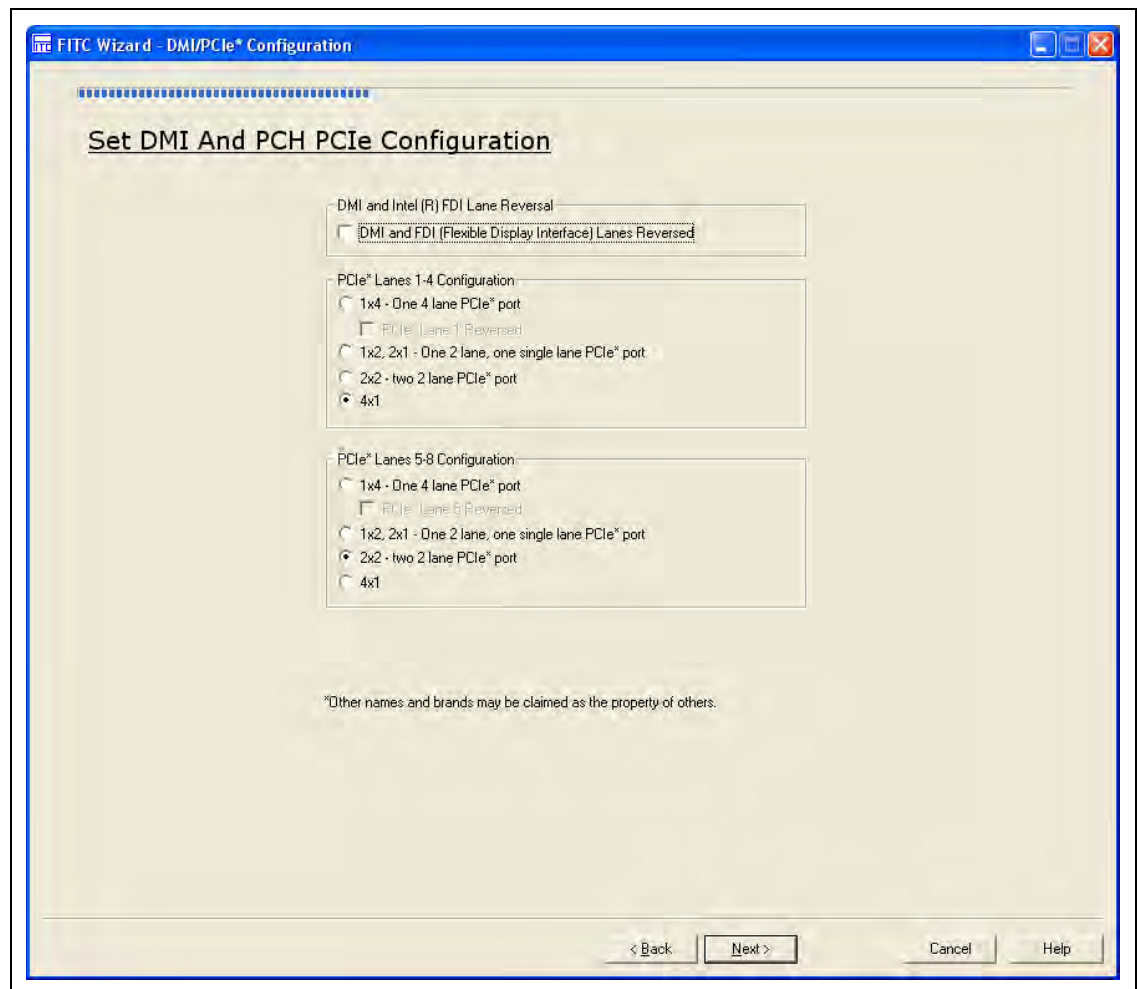 FITC Wizard - DMI/PCIe* Configuration
Set DMI And PCH PCIe Configuration
DMI and Intel (R) FDI Lane Reversal
DMI and FDI (Flexible Display Interface) Lanes Reversed
PCIe* Lanes 1-4 Configuration
1x4 - One 4 lane PCIe* port
PCIe* Lane 1 Reversed
1x2, 2x1 - One 2 lane, one single lane PCIe* port
2x2 - two 2 lane PCIe* port
4x1
PCIe* Lanes 5-8 Configuration
1x4 - One 4 lane PCIe* port
PCIe* Lane 5 Reversed
1x2, 2x1 - One 2 lane, one single lane PCIe* port
2x2 - two 2 lane PCIe* port
4x1
*Other names and brands may be claimed as the property of others.
< Back Next > Cancel Help